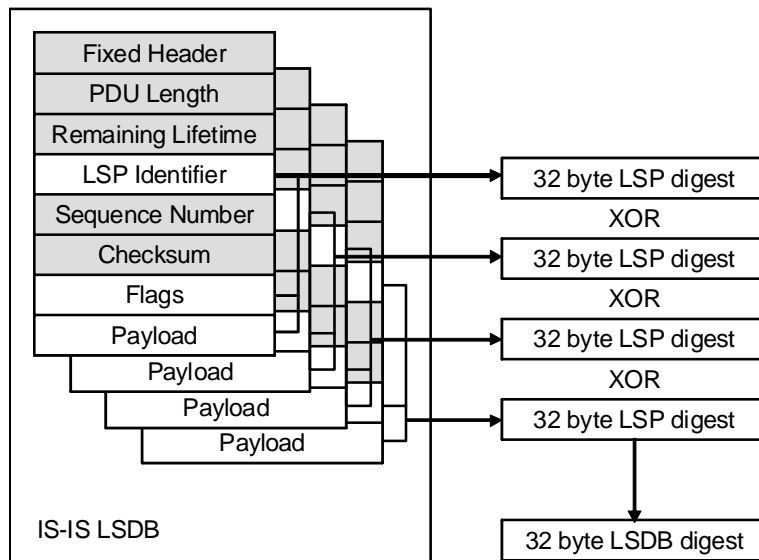 Fixed Header
PDU Length
Remaining Lifetime
LSP Identifier
Sequence Number
Checksum
Flags
Payload
Payload
Payload
Payload
IS-IS LSDB
32 byte LSP digest
XOR
32 byte LSP digest
XOR
32 byte LSP digest
XOR
32 byte LSP digest
32 byte LSDB digest